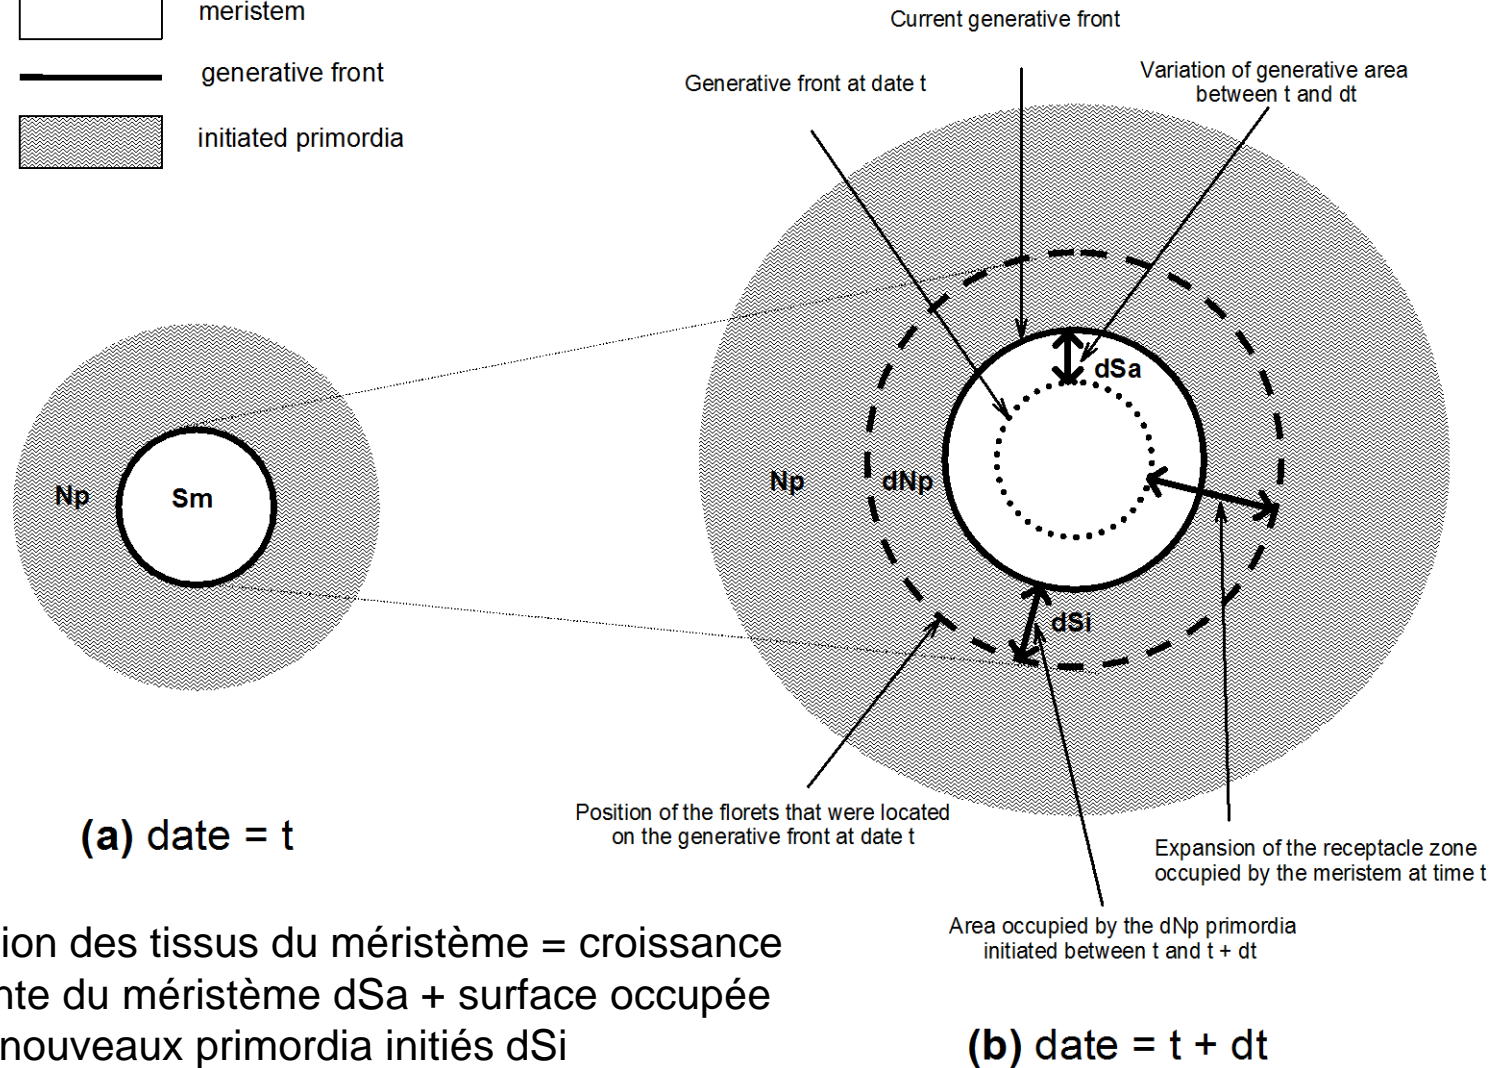 meristem
generative front
initiated primordia
Current generative front
Generative front at date t
Variation of generative area
between t and dt
dSa
Np
Sm
Np
dNp
dSi
Position of the florets that were located
on the generative front at date t
Expansion of the receptacle zone
occupied by the meristem at time t
Area occupied by the dNp primordia
initiated between t and t + dt
(a) date = t
(b) date = t + dt
ion des tissus du méristème = croissance
nte du méristème dSa + surface occupée
nouveaux primordia initiés dSi